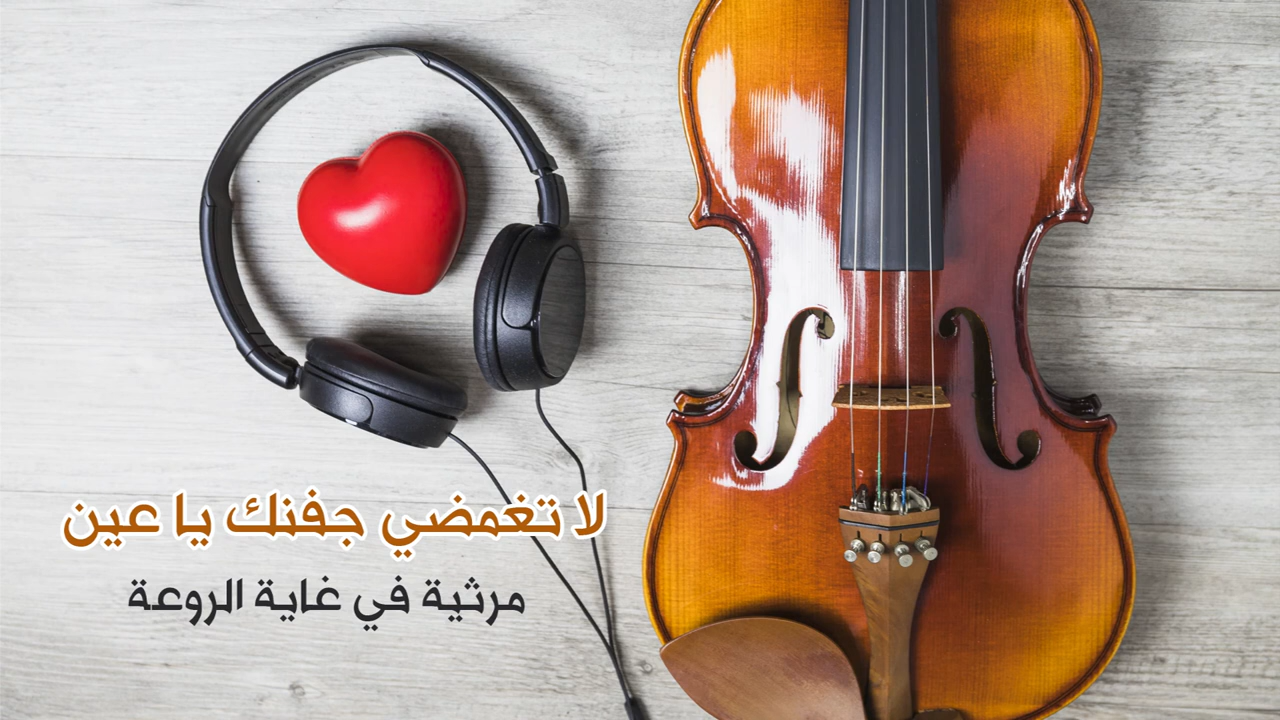 لا تغمضي جفنك يا عين
مرثية في غاية الروعة